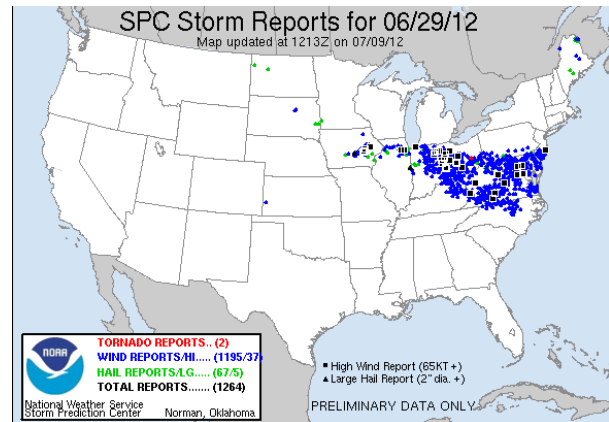 SPC Storm Reports for 06/29/12
Map updated at 1213Z on 07/09/12
TORNADO REPORTS.. (2)
WIND REPORTS/HI..... (1195/37)
HAIL REPORTS/LG..... (67/5)
TOTAL REPORTS....... (1264)
NOAA
National Weather Service
Storm Prediction Center Norman, Oklahoma
High Wind Report (65KT +)
Large Hail Report (2" dia. +)
PRELIMINARY DATA ONLY